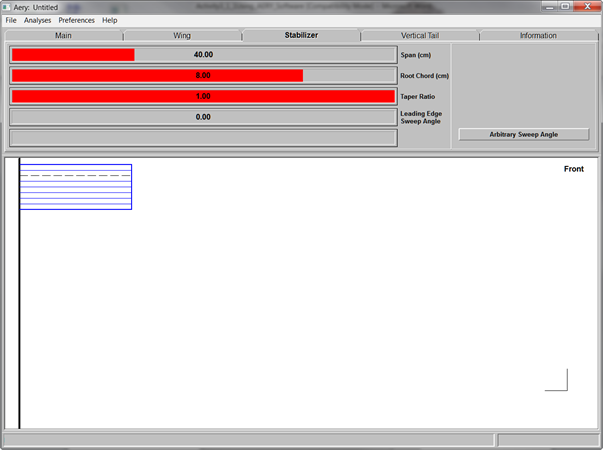 Aery: Untitled
File Analyses Preferences Help
Main Wing Stabilizer Vertical Tail Information
40.00 Span (cm)
8.00 Root Chord (cm)
1.00 Taper Ratio
0.00 Leading Edge
Sweep Angle
Arbitrary Sweep Angle
Front